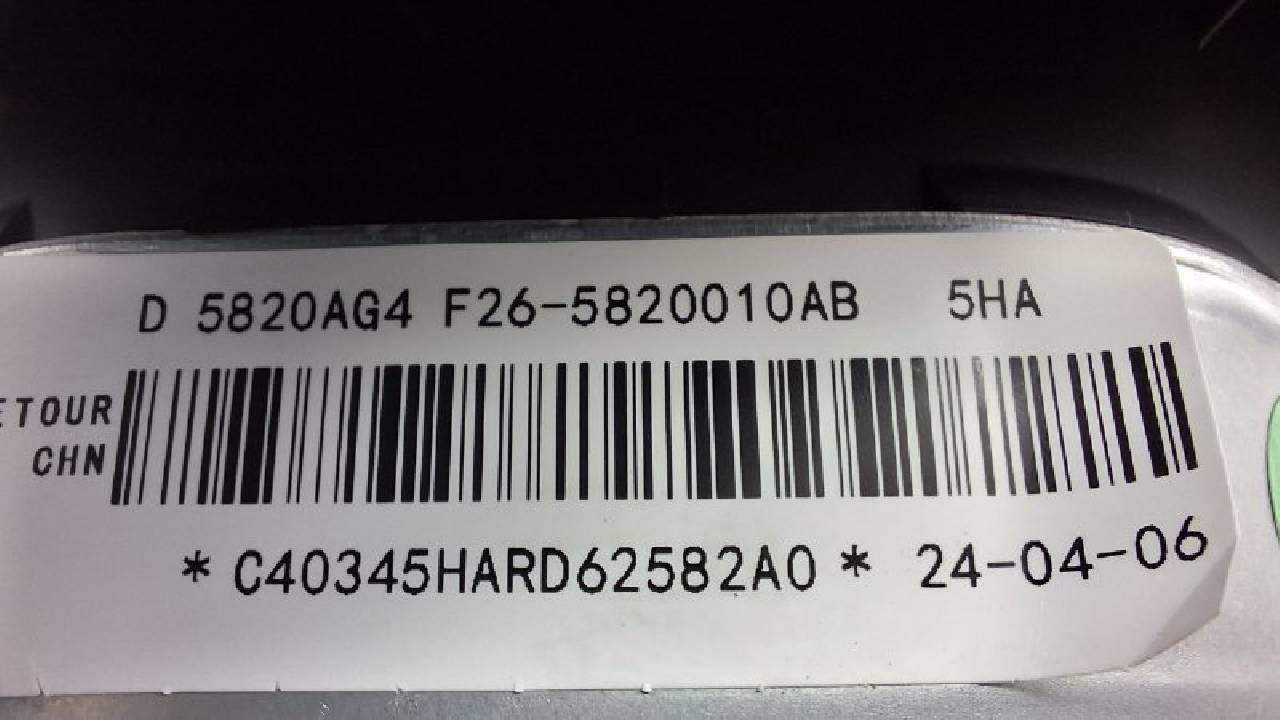 D 5820AG4 F26-5820010AB 5HA
ETOUR
CHN
* C40345HARD62582A0 * 24-04-06